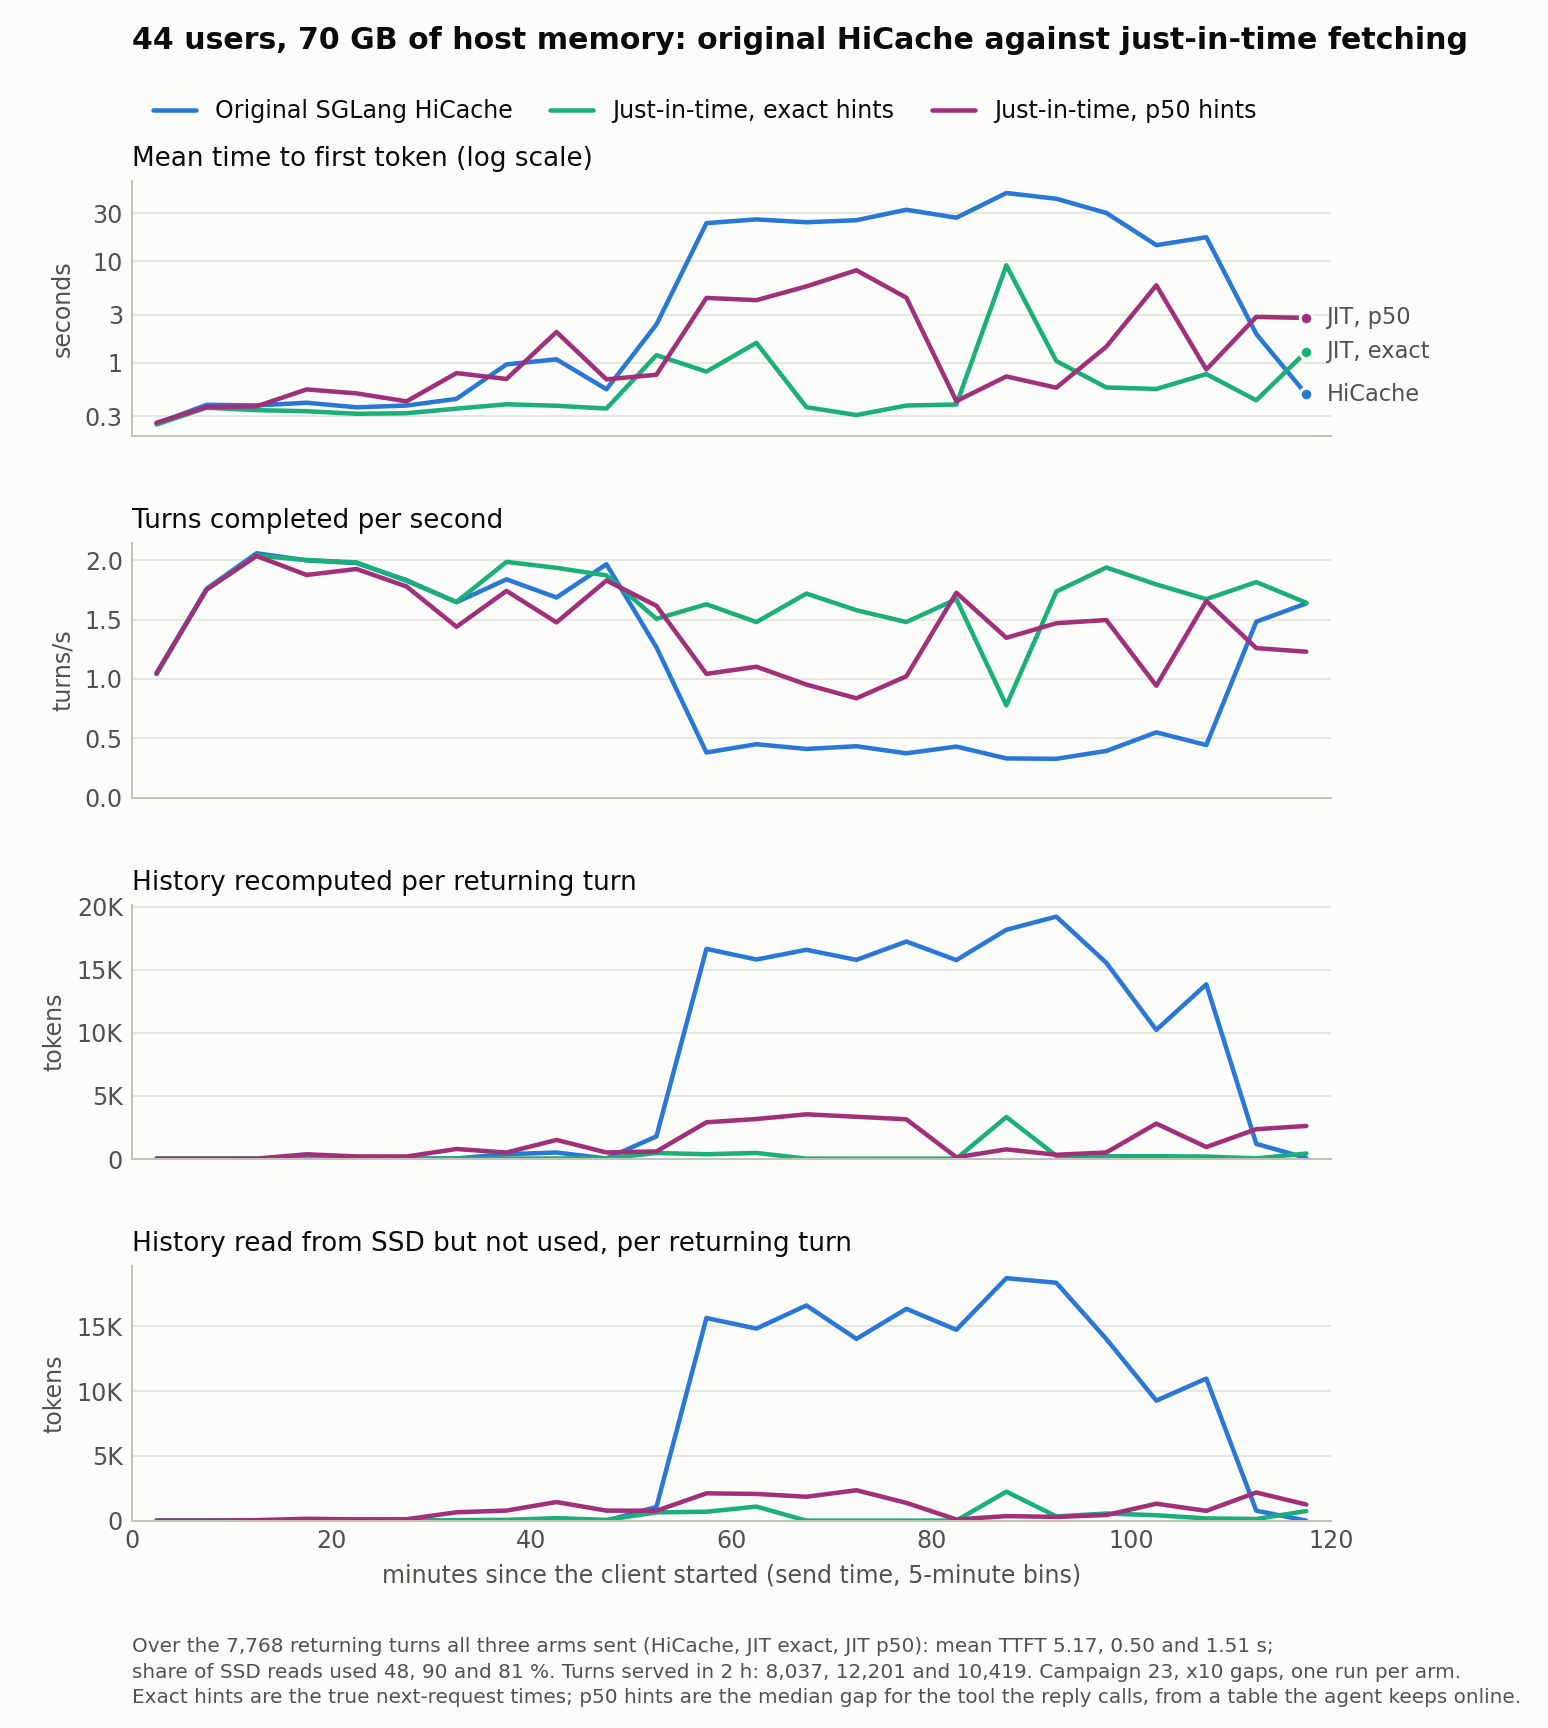 44 users, 70 GB of host memory: original HiCache against just-in-time fetching
Original SGLang HiCache
Just-in-time, exact hints
Just-in-time, p50 hints
Mean time to first token (log scale)
seconds
30
10
3
1
0.3
JIT, p50
JIT, exact
HiCache
Turns completed per second
turns/s
2.0
1.5
1.0
0.5
0.0
History recomputed per returning turn
tokens
20K
15K
10K
5K
0
History read from SSD but not used, per returning turn
tokens
15K
10K
5K
0
0 20 40 60 80 100 120
minutes since the client started (send time, 5-minute bins)
Over the 7,768 returning turns all three arms sent (HiCache, JIT exact, JIT p50): mean TTFT 5.17, 0.50 and 1.51 s;
share of SSD reads used 48, 90 and 81 %. Turns served in 2 h: 8,037, 12,201 and 10,419. Campaign 23, x10 gaps, one run per arm.
Exact hints are the true next-request times; p50 hints are the median gap for the tool the reply calls, from a table the agent keeps online.